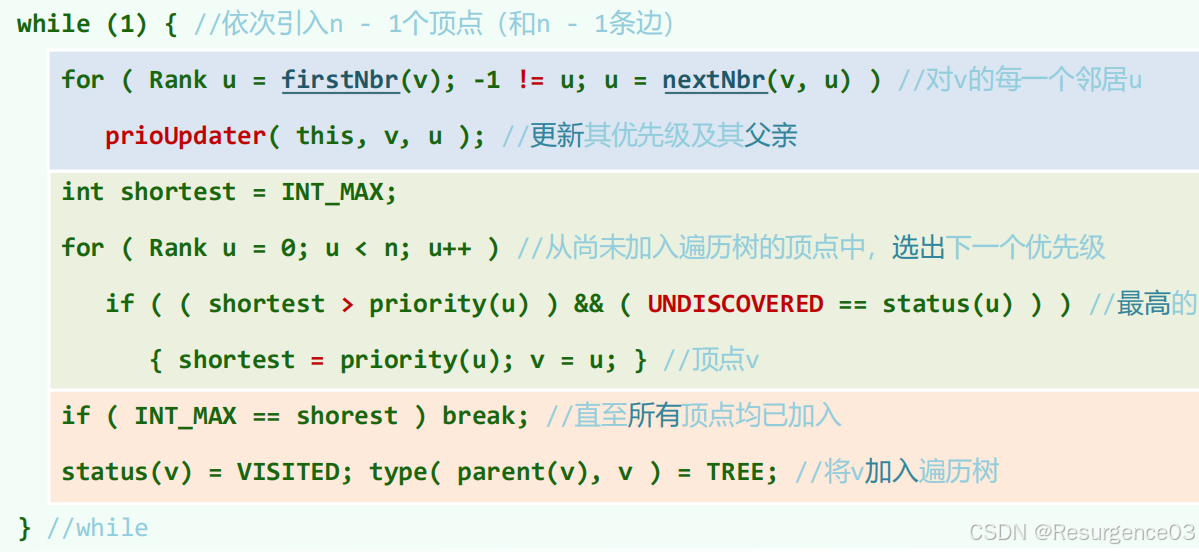 while (1) { //依次引入n - 1个顶点（和n - 1条边）
for ( Rank u = firstNbr(v); -1 != u; u = nextNbr(v, u) ) //对v的每一个邻居u
prioUpdater( this, v, u ); //更新其优先级及其父亲
int shortest = INT_MAX;
for ( Rank u = 0; u < n; u++ ) //从尚未加入遍历树的顶点中，选出下一个优先级
if ( ( shortest > priority(u) ) && ( UNDISCOVERED == status(u) ) ) //最高的
{ shortest = priority(u); v = u; } //顶点v
if ( INT_MAX == shorest ) break; //直至所有顶点均已加入
status(v) = VISITED; type( parent(v), v ) = TREE; //将v加入遍历树
} //while
CSDN @Resurgence03